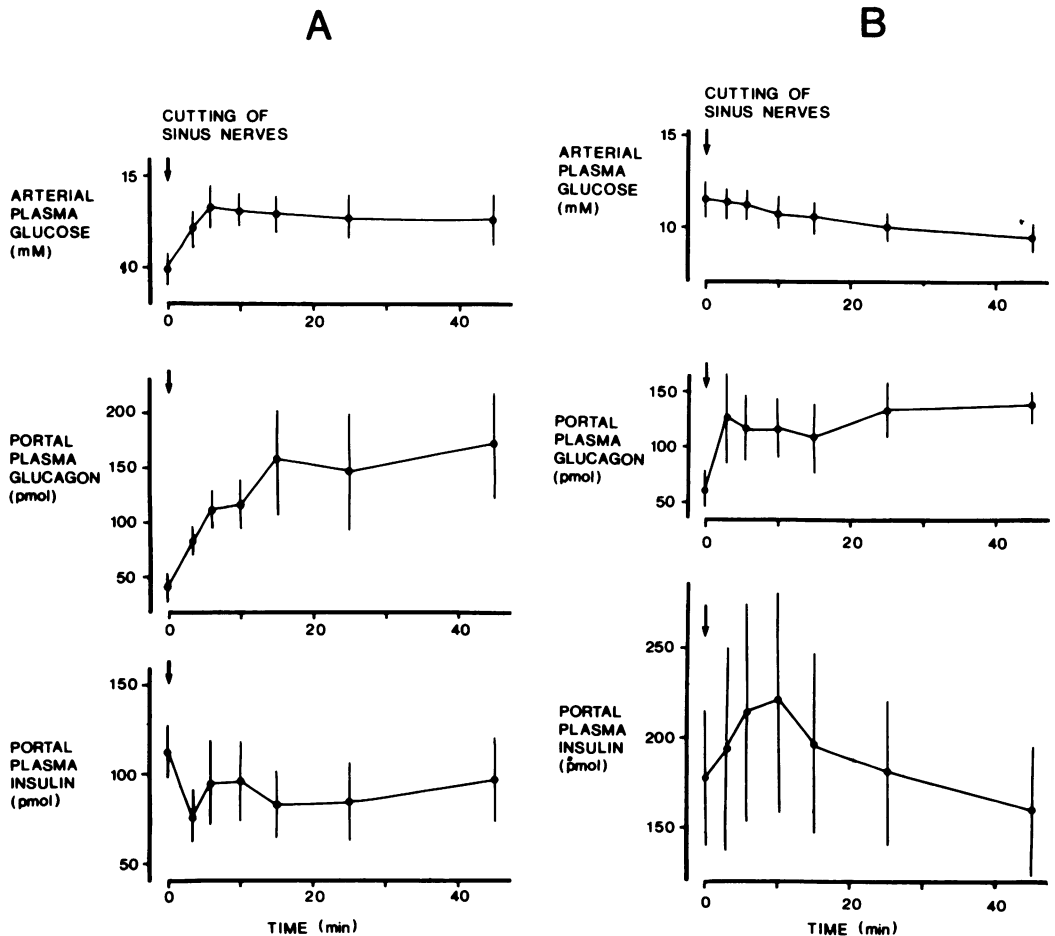 A
CUTTING OF
SINUS NERVES
ARTERIAL
PLASMA
GLUCOSE
(mM)
15
10
0
20
40
PORTAL
PLASMA
GLUCAGON
(pmol)
200
150
100
50
0
20
40
PORTAL
PLASMA
INSULIN
(pmol)
150
100
50
0
20
40
TIME (min)
B
CUTTING OF
SINUS NERVES
ARTERIAL
PLASMA
GLUCOSE
(mM)
15
10
0
20
40
PORTAL
PLASMA
GLUCAGON
(pmol)
150
100
50
0
20
40
PORTAL
PLASMA
INSULIN
(pmol)
250
200
150
0
20
40
TIME (min)